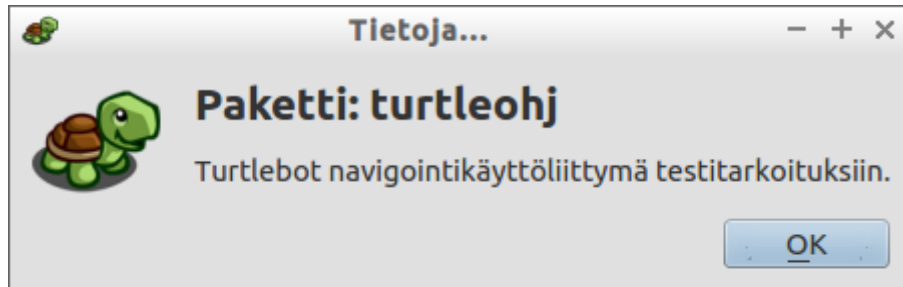 Tietoja...
Paketti: turtleohj
Turtlebot navigointikäyttöliittymä testitarkoituksiin.
OK